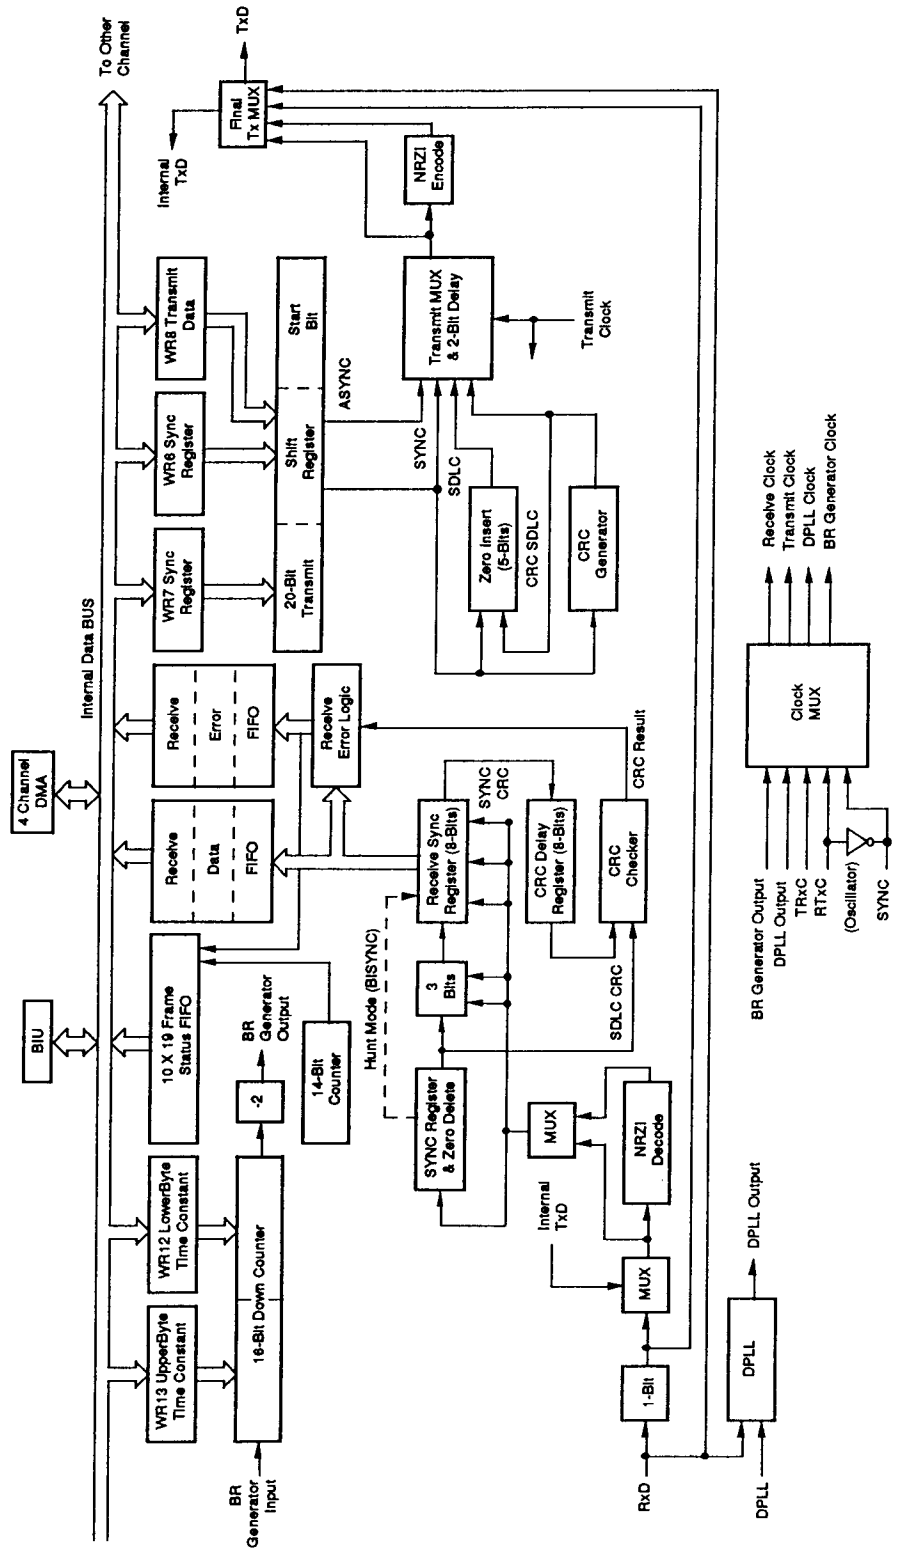 BIU
4 Channel
DMA
Internal Data BUS
To Other
Channel
WR13 UpperByte
Time Constant
WR12 LowerByte
Time Constant
10 X 19 Frame
Status FIFO
Receive
Data
FIFO
Receive
Error
FIFO
WR7 Sync
Register
WR6 Sync
Register
WR8 Transmit
Data
Internal
TxD
Final
Tx MUX
TxD
BR
Generator
Input
16-Bit Down Counter
-2
BR
Generator
Output
14-Bit
Counter
Receive
Error Logic
20-Bit
Transmit
Shift
Register
Start
Bit
ASYNC
Hunt Mode (BISYNC)
SYNC Register
& Zero Delete
3
Bits
Receive Sync
Register (8-Bits)
SYNC
CRC
CRC Delay
Register (8-Bits)
SDLC CRC
CRC
Checker
CRC Result
SYNC
SDLC
Zero Insert
(5-Bits)
CRC SDLC
CRC
Generator
Transmit MUX
& 2-Bit Delay
NRZI
Encode
Transmit
Clock
RxD
1-Bit
MUX
Internal
TxD
NRZI
Decode
MUX
DPLL
DPLL
DPLL Output
BR Generator Output
DPLL Output
TRxC
RTxC
(Oscillator)
SYNC
Clock
MUX
Receive Clock
Transmit Clock
DPLL Clock
BR Generator Clock